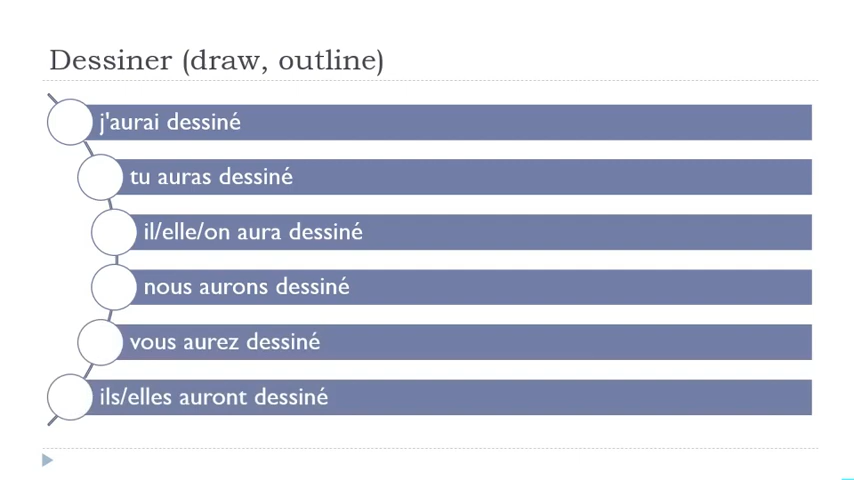 Dessiner (draw, outline)
j'aurai dessiné
tu auras dessiné
il/elle/on aura dessiné
nous aurons dessiné
vous aurez dessiné
ils/elles auront dessiné